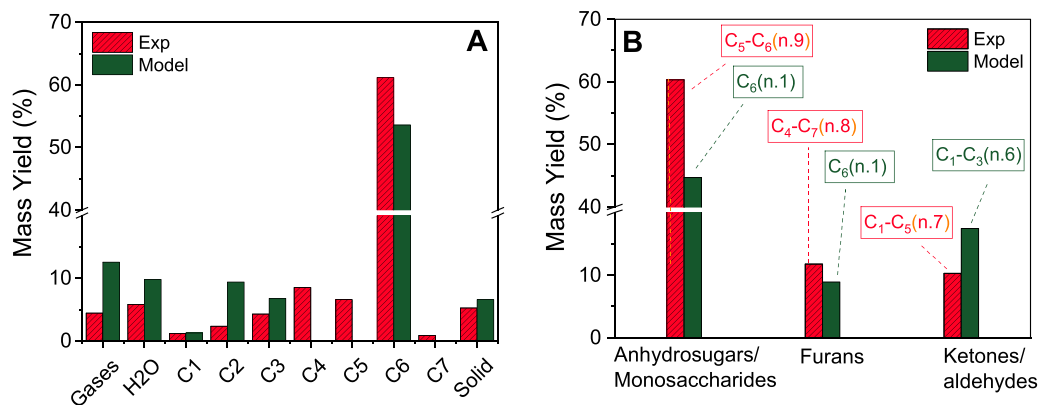 A
Exp
Model
Mass Yield (%)
70
60
50
40
10
0
Gases
H2O
C1
C2
C3
C4
C5
C6
C7
Solid
B
Exp
Model
Mass Yield (%)
70
60
50
40
10
0
C₅-C₆(n.9)
C₆(n.1)
C₄-C₇(n.8)
C₆(n.1)
C₁-C₃(n.6)
C₁-C₅(n.7)
Anhydrosugars/
Monosaccharides
Furans
Ketones/
aldehydes